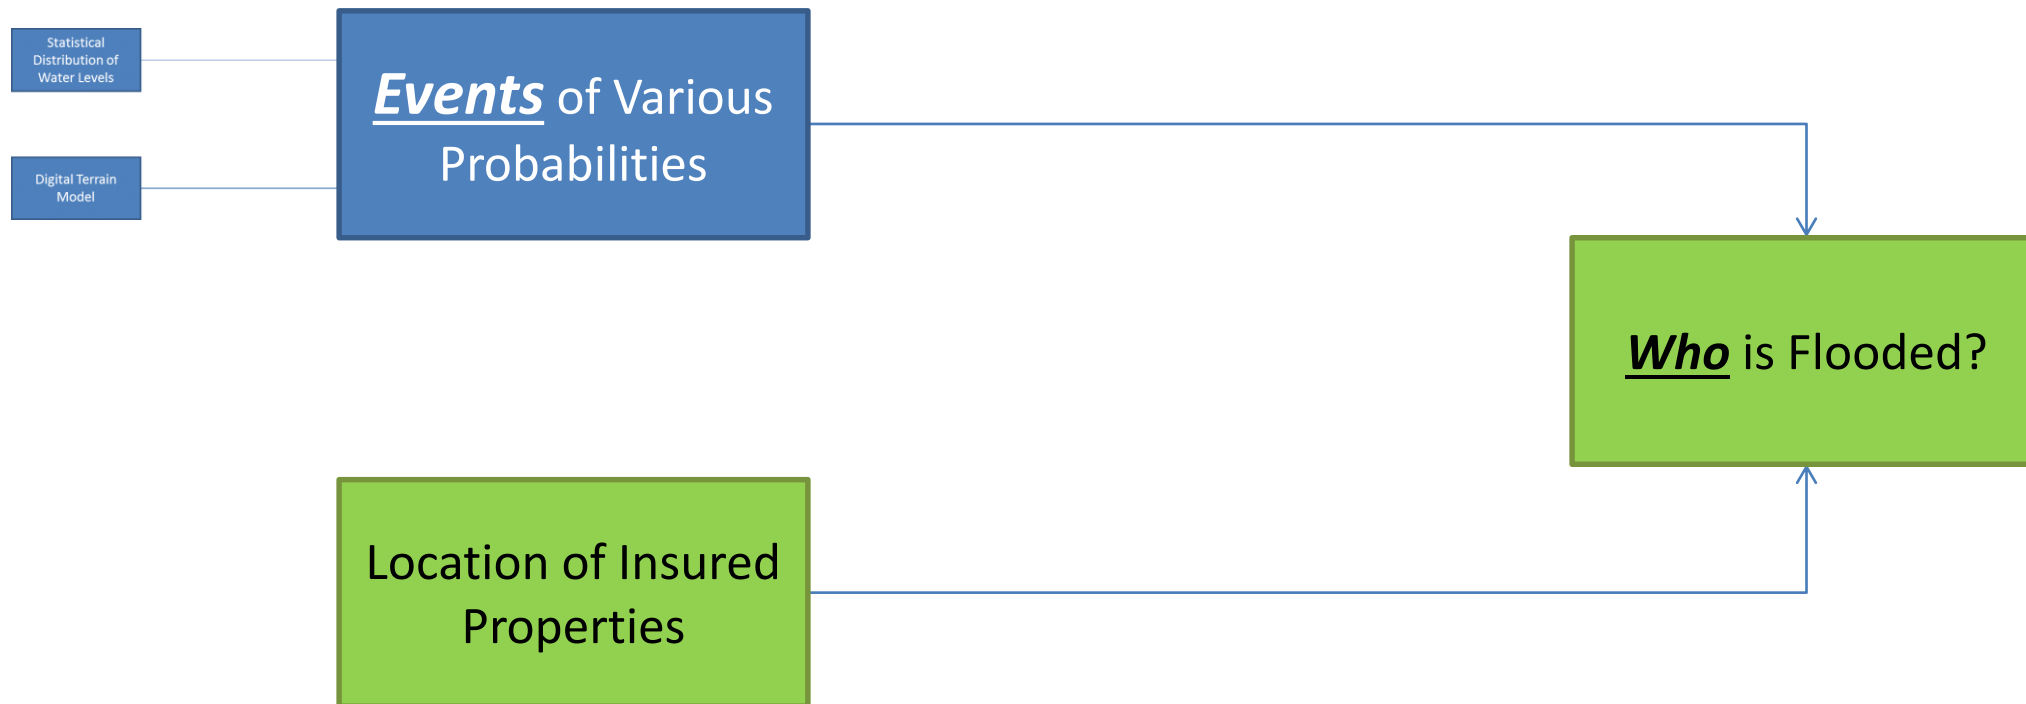 Statistical
Distribution of
Water Levels
Digital Terrain
Model
Events of Various
Probabilities
Location of Insured
Properties
Who is Flooded?